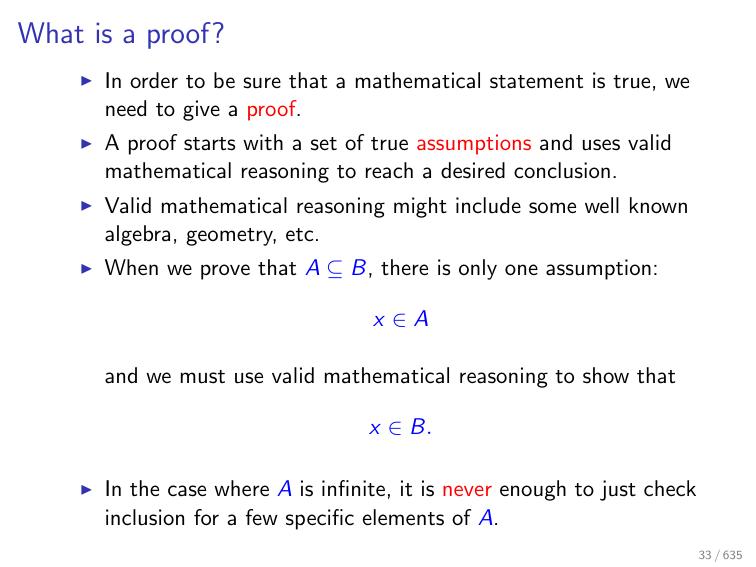 What is a proof?
▶ In order to be sure that a mathematical statement is true, we
need to give a proof.
▶ A proof starts with a set of true assumptions and uses valid
mathematical reasoning to reach a desired conclusion.
▶ Valid mathematical reasoning might include some well known
algebra, geometry, etc.
▶ When we prove that A ⊆ B, there is only one assumption:
x ∈ A
and we must use valid mathematical reasoning to show that
x ∈ B.
▶ In the case where A is infinite, it is never enough to just check
inclusion for a few specific elements of A.
33 / 635